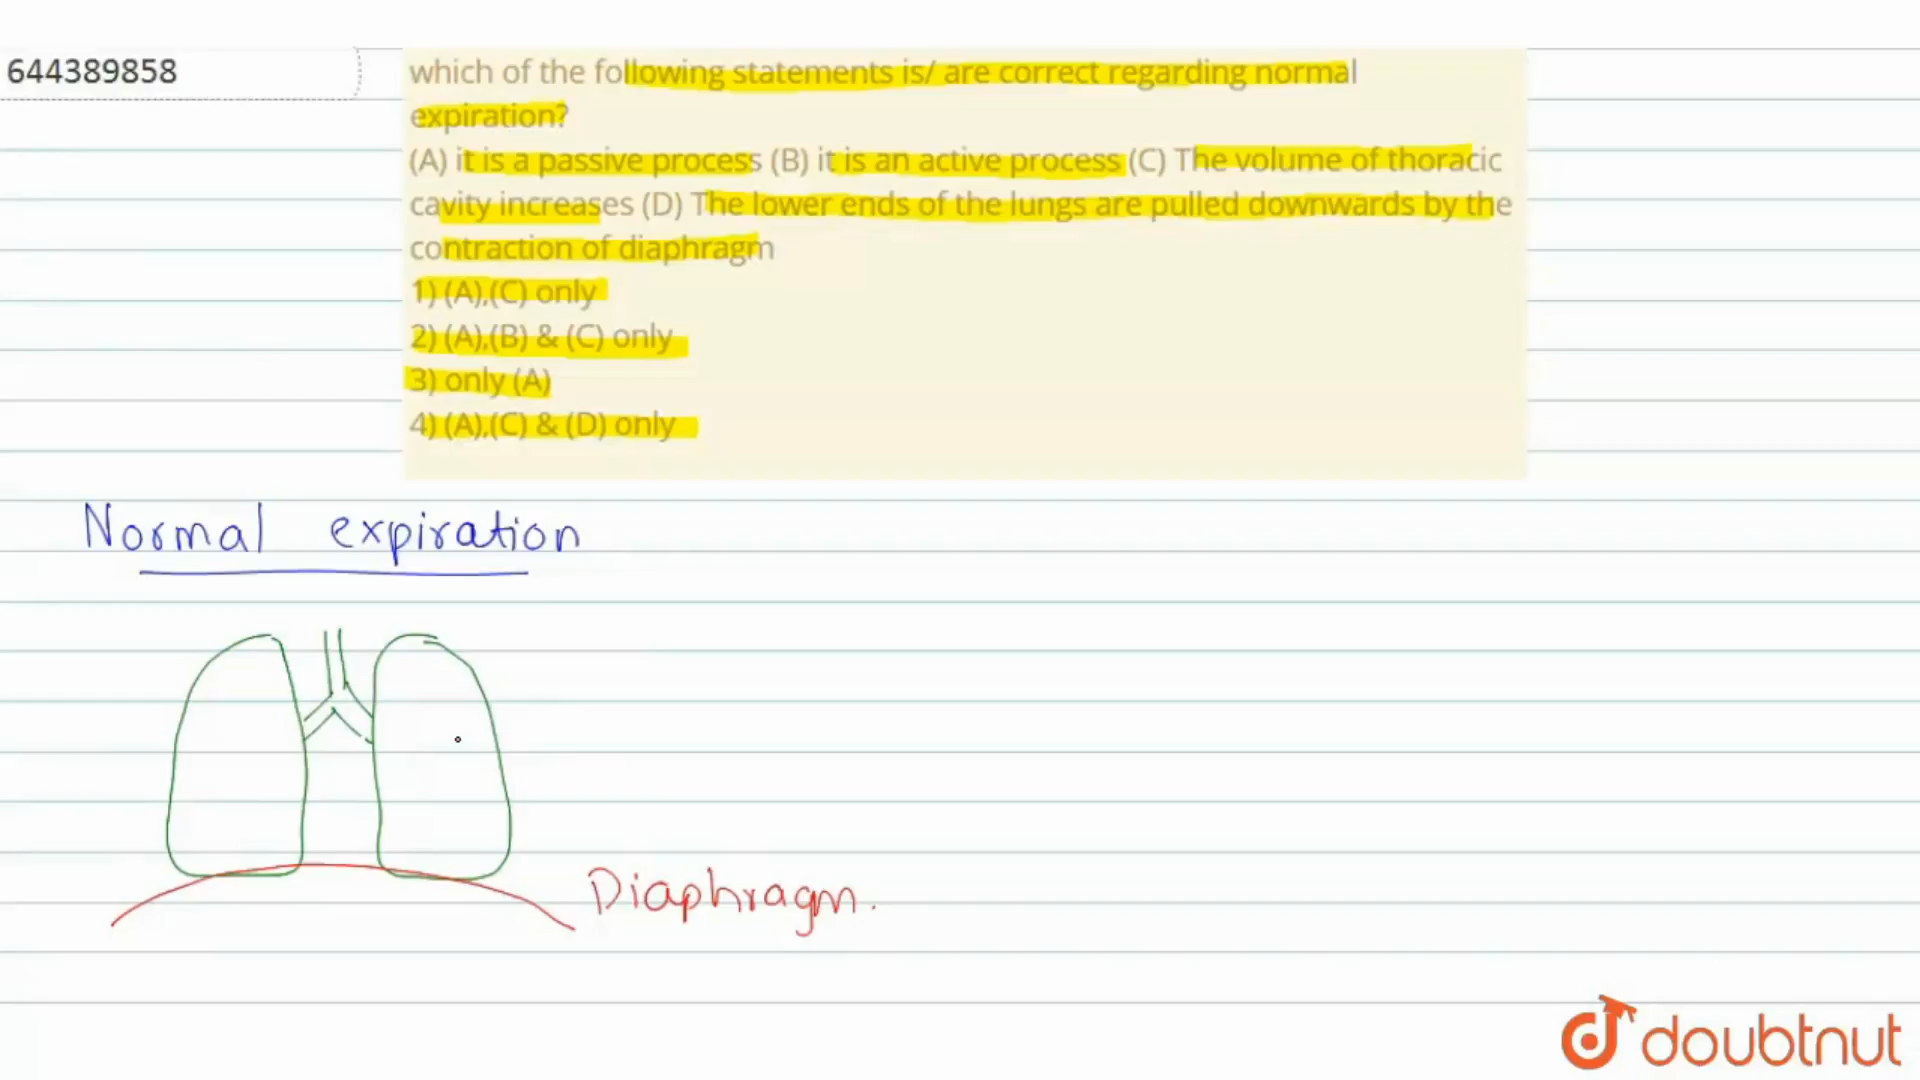 644389858
which of the following statements is/ are correct regarding normal
expiration?
(A) it is a passive process (B) it is an active process (C) The volume of thoracic
cavity increases (D) The lower ends of the lungs are pulled downwards by the
contraction of diaphragm
1) (A),(C) only
2) (A),(B) & (C) only
3) only (A)
4) (A),(C) & (D) only
Normal expiration
Diaphragm.
doubtnut